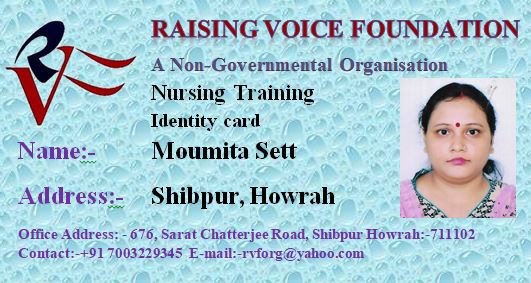 RV
RAISING VOICE FOUNDATION
A Non-Governmental Organisation
Nursing Training
Identity card
Name:- Moumita Sett
Address:- Shibpur, Howrah
Office Address: - 676, Sarat Chatterjee Road, Shibpur Howrah:-711102
Contact:-+91 7003229345 E-mail:-rvforg@yahoo.com